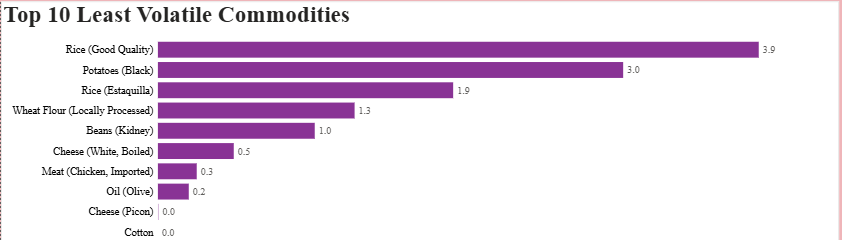 Top 10 Least Volatile Commodities
Rice (Good Quality) 3.9
Potatoes (Black) 3.0
Rice (Estaquilla) 1.9
Wheat Flour (Locally Processed) 1.3
Beans (Kidney) 1.0
Cheese (White, Boiled) 0.5
Meat (Chicken, Imported) 0.3
Oil (Olive) 0.2
Cheese (Picon) 0.0
Cotton 0.0